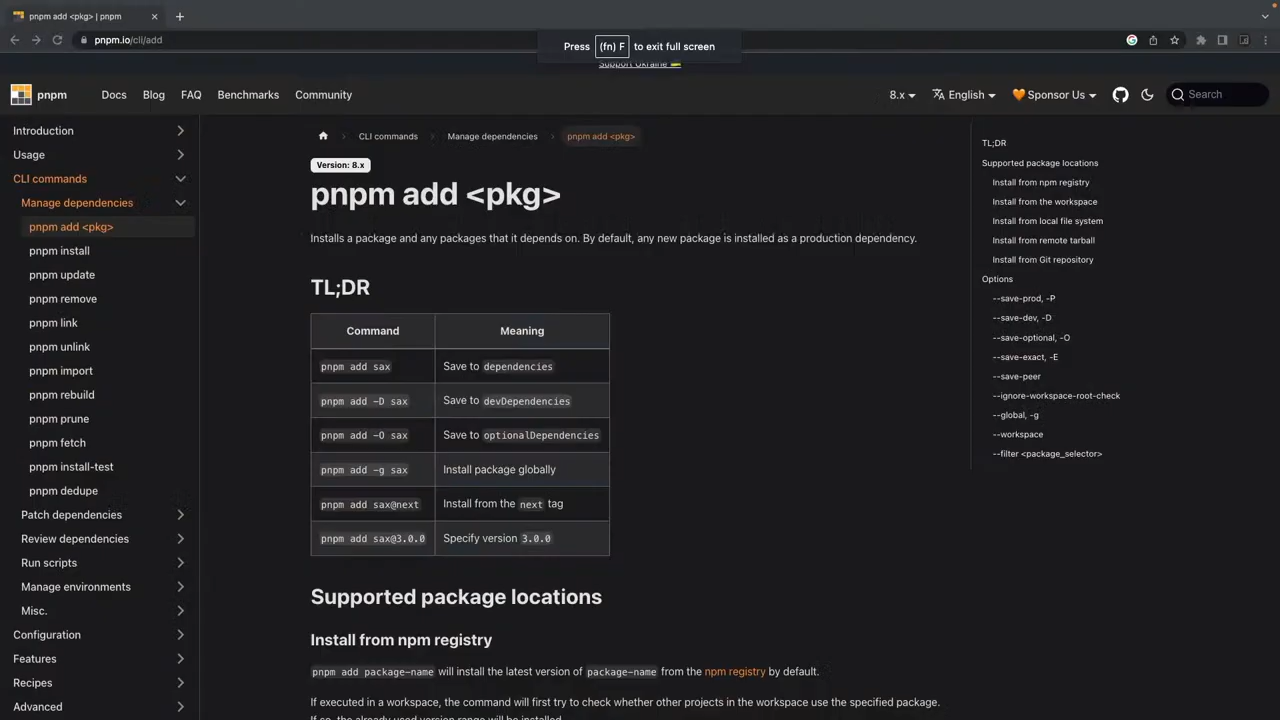 pnpm add <pkg> | pnpm
pnpm.io/cli/add
Press (fn) F to exit full screen
Support Ukraine
pnpm Docs Blog FAQ Benchmarks Community 8.x English Sponsor Us Search
Introduction
Usage
CLI commands
Manage dependencies
pnpm add <pkg>
pnpm install
pnpm update
pnpm remove
pnpm link
pnpm unlink
pnpm import
pnpm rebuild
pnpm prune
pnpm fetch
pnpm install-test
pnpm dedupe
Patch dependencies
Review dependencies
Run scripts
Manage environments
Misc.
Configuration
Features
Recipes
Advanced
CLI commands Manage dependencies pnpm add <pkg>
Version: 8.x
pnpm add <pkg>
Installs a package and any packages that it depends on. By default, any new package is installed as a production dependency.
TL;DR
Command Meaning
pnpm add sax Save to dependencies
pnpm add -D sax Save to devDependencies
pnpm add -O sax Save to optionalDependencies
pnpm add -g sax Install package globally
pnpm add sax@next Install from the next tag
pnpm add sax@3.0.0 Specify version 3.0.0
Supported package locations
Install from npm registry
pnpm add package-name will install the latest version of package-name from the npm registry by default.
If executed in a workspace, the command will first try to check whether other projects in the workspace use the specified package.
If so, the already used version range will be installed.
TL;DR
Supported package locations
Install from npm registry
Install from the workspace
Install from local file system
Install from remote tarball
Install from Git repository
Options
--save-prod, -P
--save-dev, -D
--save-optional, -O
--save-exact, -E
--save-peer
--ignore-workspace-root-check
--global, -g
--workspace
--filter <package_selector>